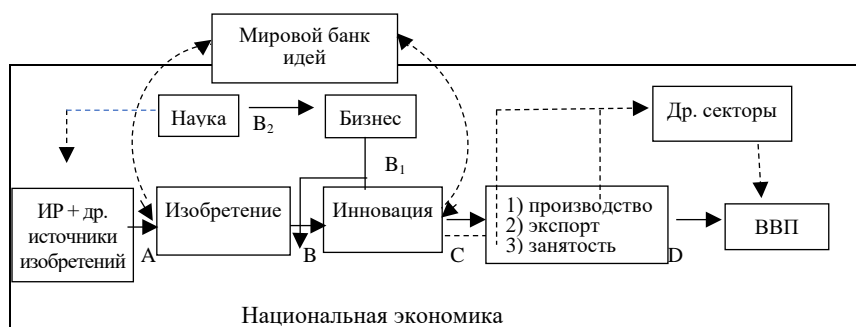 Мировой банк
идей
Наука
B₂
Бизнес
Др. секторы
B₁
ИР + др.
источники
изобретений
A
Изобретение
B
Инновация
C
1) производство
2) экспорт
3) занятость
D
ВВП
Национальная экономика